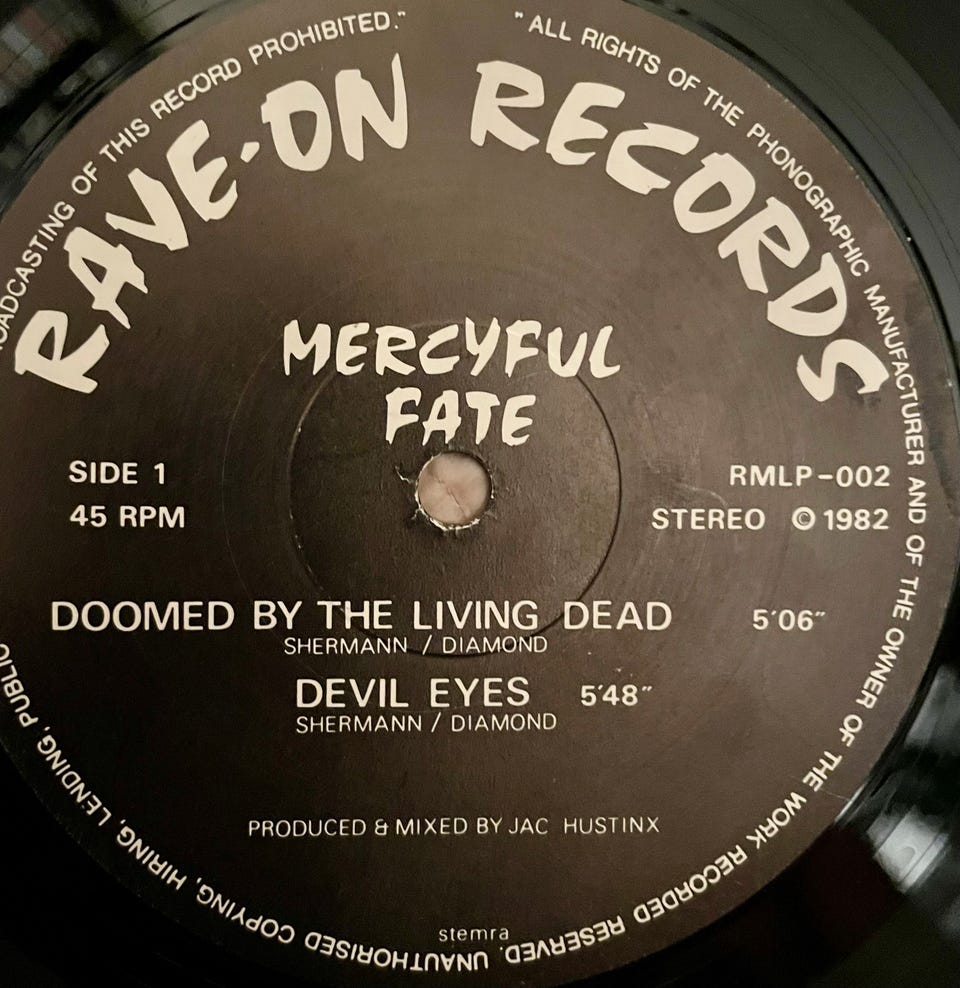 "ALL RIGHTS OF THE PHONOGRAPHIC MANUFACTURER AND OF THE OWNER OF THE WORK RECORDED RESERVED. UNAUTHORISED COPYING, HIRING, LENDING, PUBLIC
OF THIS RECORD PROHIBITED."
RAVE-ON RECORDS
MERCYFUL
FATE
SIDE 1
RMLP-002
45 RPM
STEREO © 1982
DOOMED BY THE LIVING DEAD 5'06"
SHERMANN / DIAMOND
DEVIL EYES 5'48"
SHERMANN / DIAMOND
PRODUCED & MIXED BY JAC HUSTINX
stemra